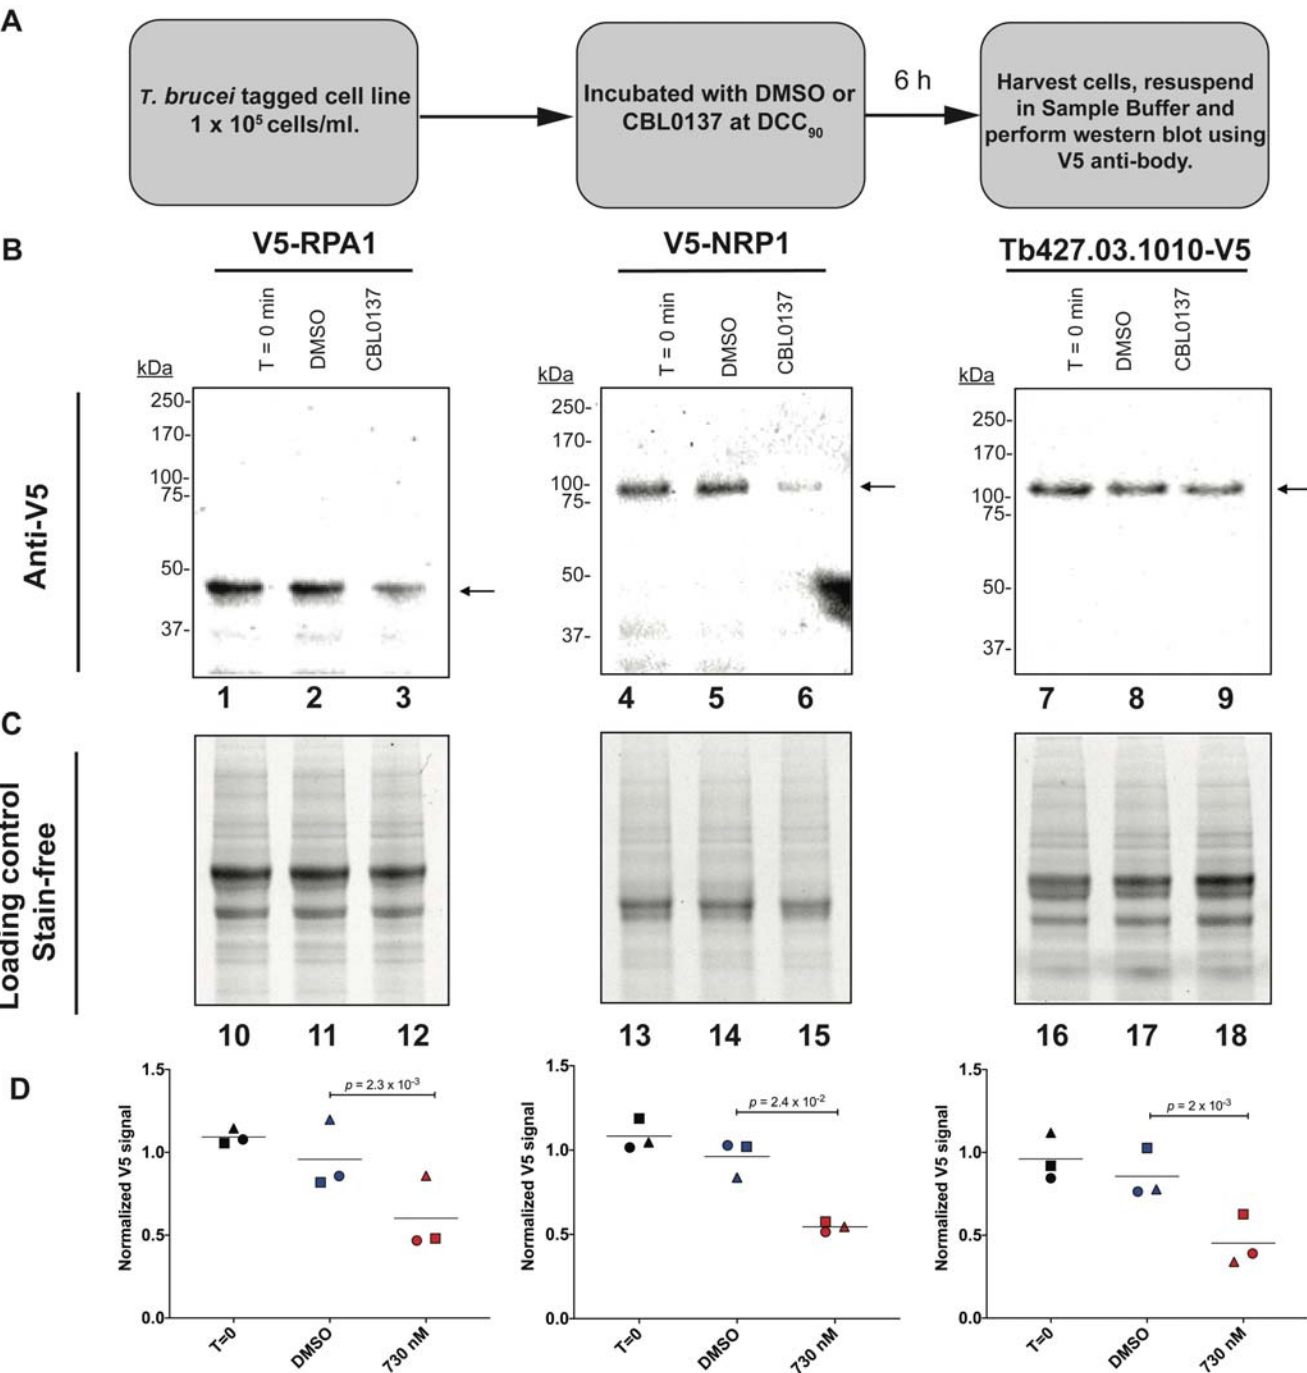 A
T. brucei tagged cell line
1 x 10⁵ cells/ml.
Incubated with DMSO or
CBL0137 at DCC₉₀
6 h
Harvest cells, resuspend
in Sample Buffer and
perform western blot using
V5 anti-body.
B
V5-RPA1
V5-NRP1
Tb427.03.1010-V5
T = 0 min
DMSO
CBL0137
T = 0 min
DMSO
CBL0137
T = 0 min
DMSO
CBL0137
Anti-V5
kDa
250-
170-
100-
75-
50-
37-
kDa
250-
170-
100-
75-
50-
37-
kDa
250-
170-
100-
75-
50-
37-
1 2 3
4 5 6
7 8 9
C
Loading control
Stain-free
10 11 12
13 14 15
16 17 18
D
Normalized V5 signal
1.5
1.0
0.5
0.0
p = 2.3 x 10⁻³
T=0
DMSO
730 nM
Normalized V5 signal
1.5
1.0
0.5
0.0
p = 2.4 x 10⁻²
T=0
DMSO
730 nM
Normalized V5 signal
1.5
1.0
0.5
0.0
p = 2 x 10⁻³
T=0
DMSO
730 nM